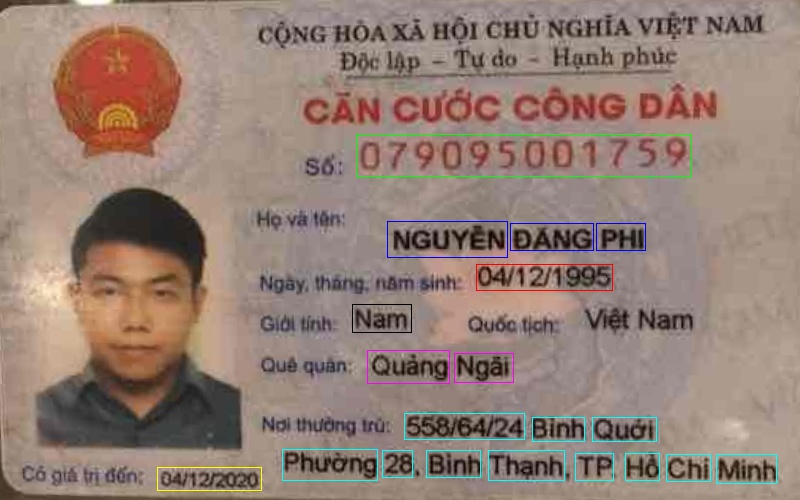 CỘNG HÒA XÃ HỘI CHỦ NGHĨA VIỆT NAM
Độc lập - Tự do - Hạnh phúc
CĂN CƯỚC CÔNG DÂN
Số: 079095001759
Họ và tên:
NGUYỄN ĐĂNG PHI
Ngày, tháng, năm sinh: 04/12/1995
Giới tính: Nam Quốc tịch: Việt Nam
Quê quán: Quảng Ngãi
Nơi thường trú: 558/64/24 Bình Quới
Phường 28, Bình Thạnh, TP Hồ Chí Minh
Có giá trị đến: 04/12/2020